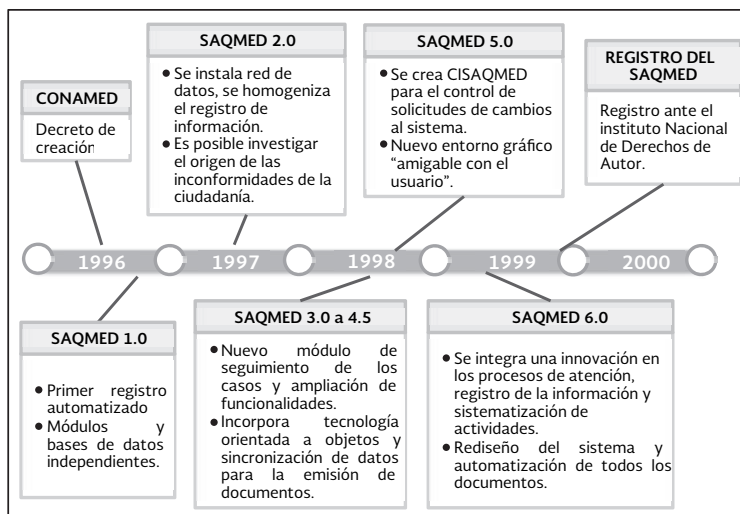 CONAMED
Decreto de
creación
SAQMED 2.0
• Se instala red de
datos, se homogeniza
el registro de
información.
• Es posible investigar
el origen de las
inconformidades de la
ciudadanía.
SAQMED 5.0
• Se crea CISAQMED
para el control de
solicitudes de cambios
al sistema.
• Nuevo entorno gráfico
“amigable con el
usuario”.
REGISTRO DEL
SAQMED
Registro ante el
instituto Nacional
de Derechos de
Autor.
1996 1997 1998 1999 2000
SAQMED 1.0
• Primer registro
automatizado
• Módulos y
bases de datos
independientes.
SAQMED 3.0 a 4.5
• Nuevo módulo de
seguimiento de los
casos y ampliación de
funcionalidades.
• Incorpora tecnología
orientada a objetos y
sincronización de datos
para la emisión de
documentos.
SAQMED 6.0
• Se integra una innovación en
los procesos de atención,
registro de la información y
sistematización de
actividades.
• Rediseño del sistema y
automatización de todos los
documentos.